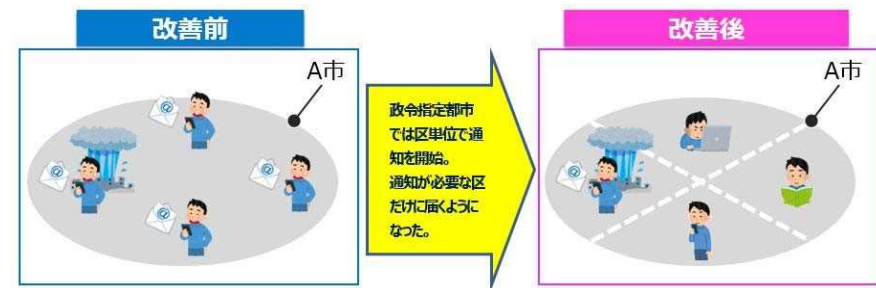 改善前
A市
@
@
@
@
政令指定都市
では区単位で通
知を開始。
通知が必要な区
だけに届くように
なった。
改善後
A市
@